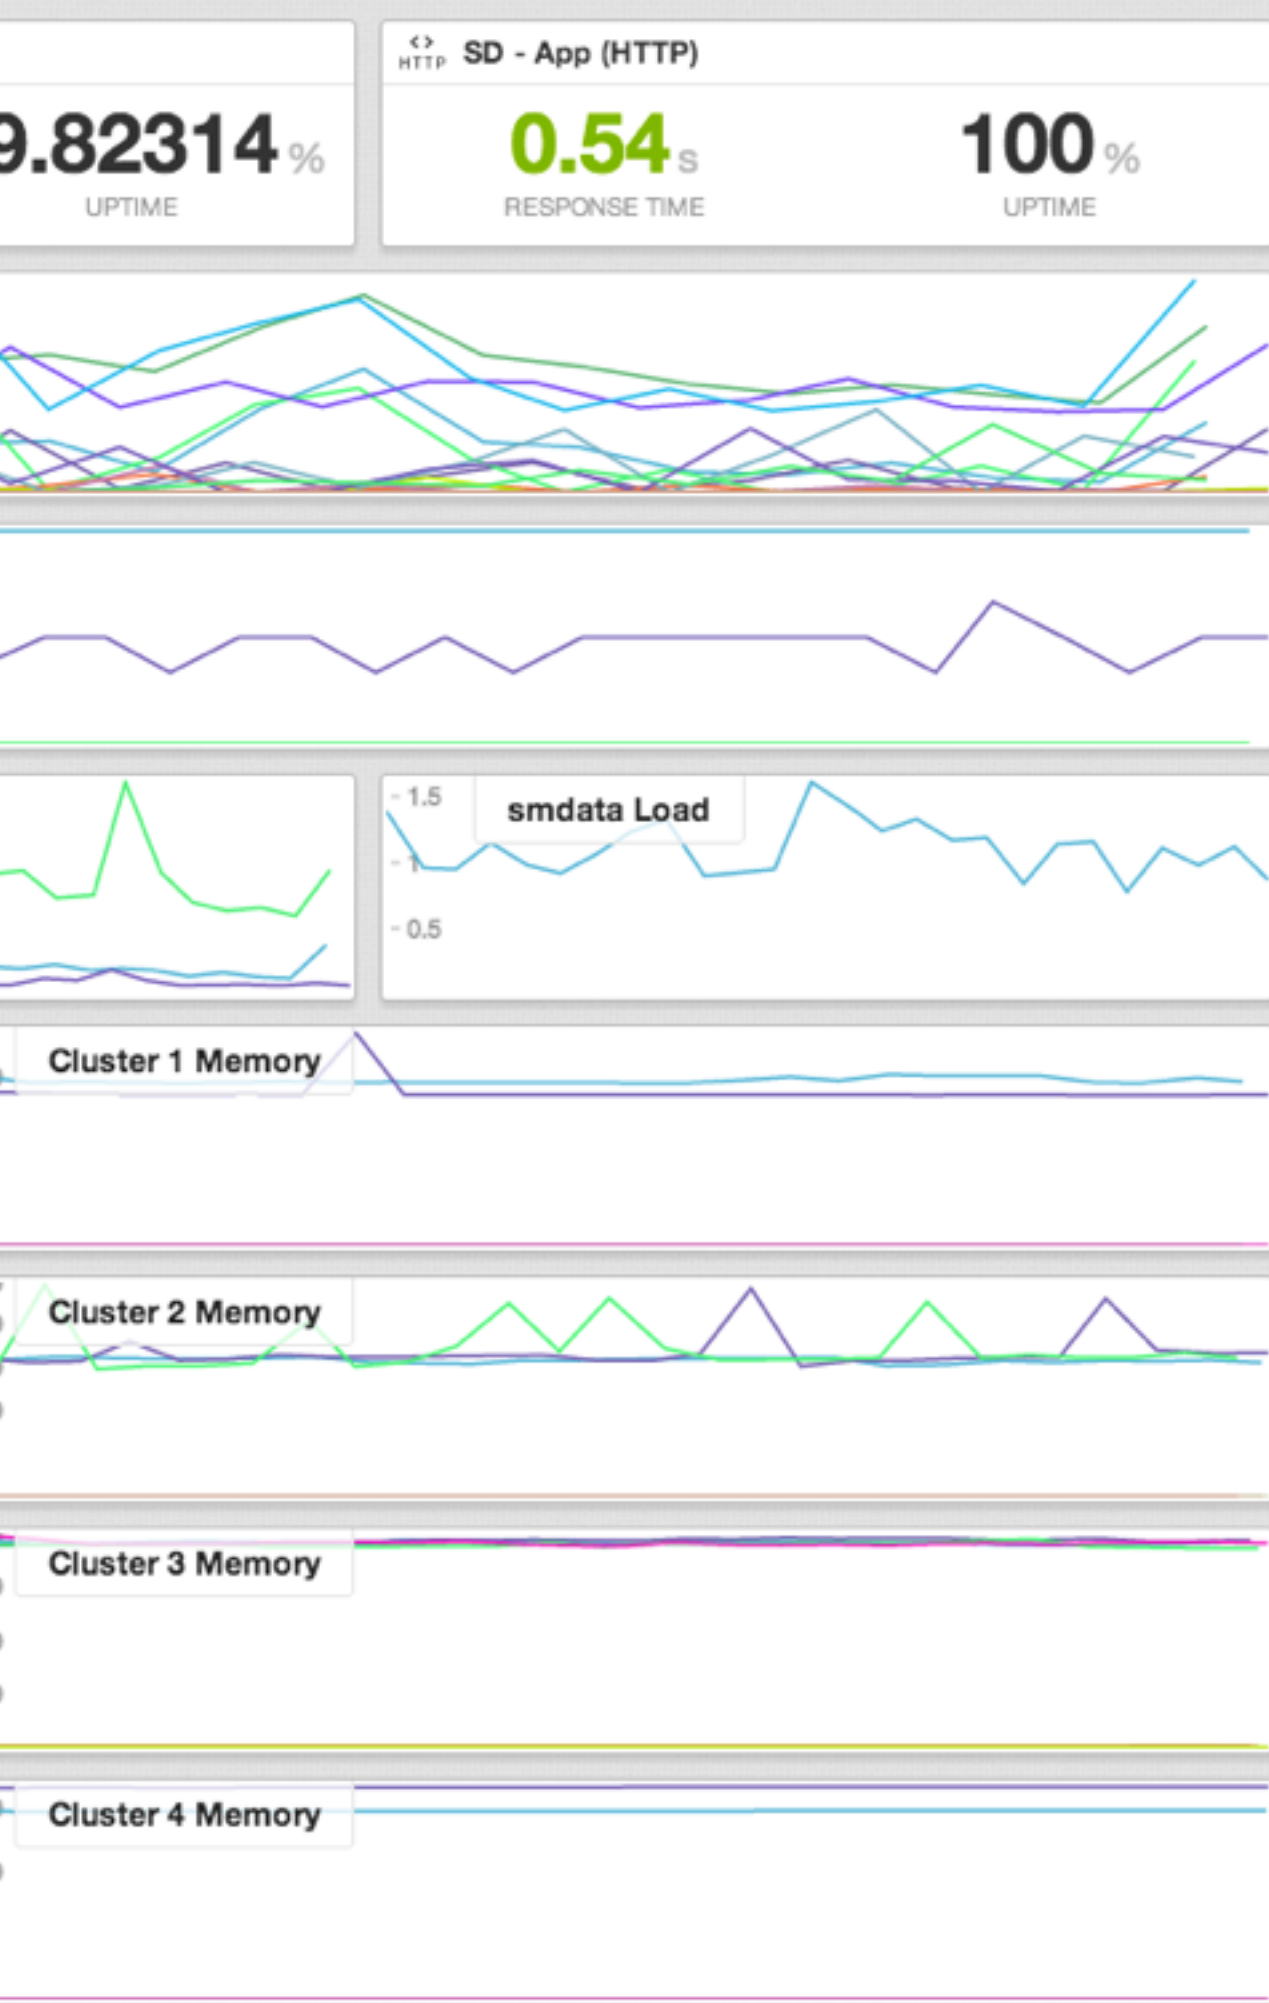 <> HTTP SD - App (HTTP)
9.82314 %
UPTIME
0.54 s
RESPONSE TIME
100 %
UPTIME
1.5
1
0.5
smdata Load
Cluster 1 Memory
Cluster 2 Memory
Cluster 3 Memory
Cluster 4 Memory